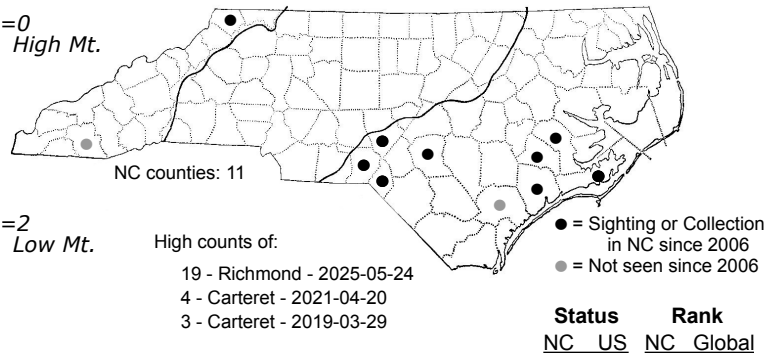 =0
High Mt.
NC counties: 11
=2
Low Mt.
High counts of:
19 - Richmond - 2025-05-24
4 - Carteret - 2021-04-20
3 - Carteret - 2019-03-29
● = Sighting or Collection
in NC since 2006
● = Not seen since 2006
Status Rank
NC US NC Global